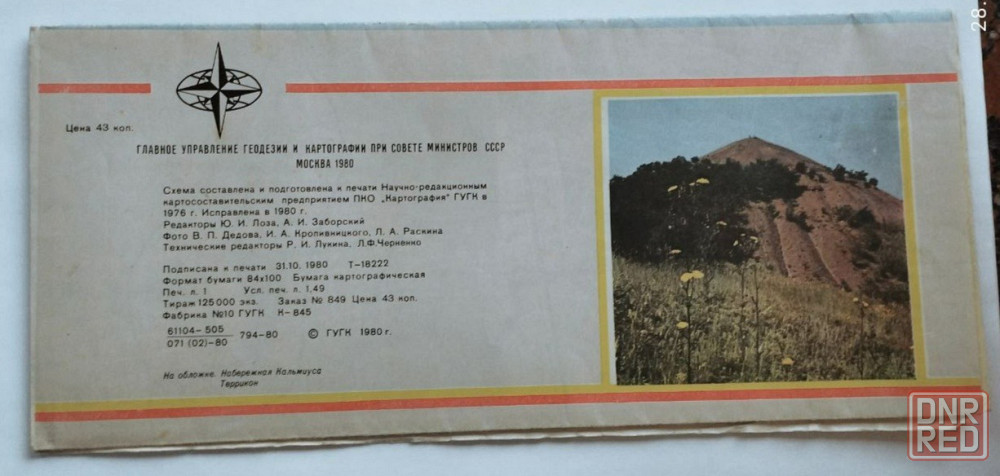 Цена 43 коп.
ГЛАВНОЕ УПРАВЛЕНИЕ ГЕОДЕЗИИ И КАРТОГРАФИИ ПРИ СОВЕТЕ МИНИСТРОВ СССР
МОСКВА 1980
Схема составлена и подготовлена к печати Научно-редакционным
картосоставительским предприятием ПКО „Картография" ГУГК в
1976 г. Исправлена в 1980 г.
Редакторы Ю. И. Лоза, А. И. Заборский
Фото В. П. Дедова, И. А. Кропивницкого, Л. А. Раскина
Технические редакторы Р. И. Лукина, Л.Ф.Черненко
Подписана к печати 31.10. 1980 Т-18222
Формат бумаги 84х100 Бумага картографическая
Печ. л. 1 Усл. печ. л. 1,49
Тираж 125000 экз. Заказ № 849 Цена 43 коп.
Фабрика №10 ГУГК К-845
61104-505
071 (02)-80
794-80
© ГУГК 1980 г.
На обложке. Набережная Кальмиуса
Террикон
28.
DNR
RED